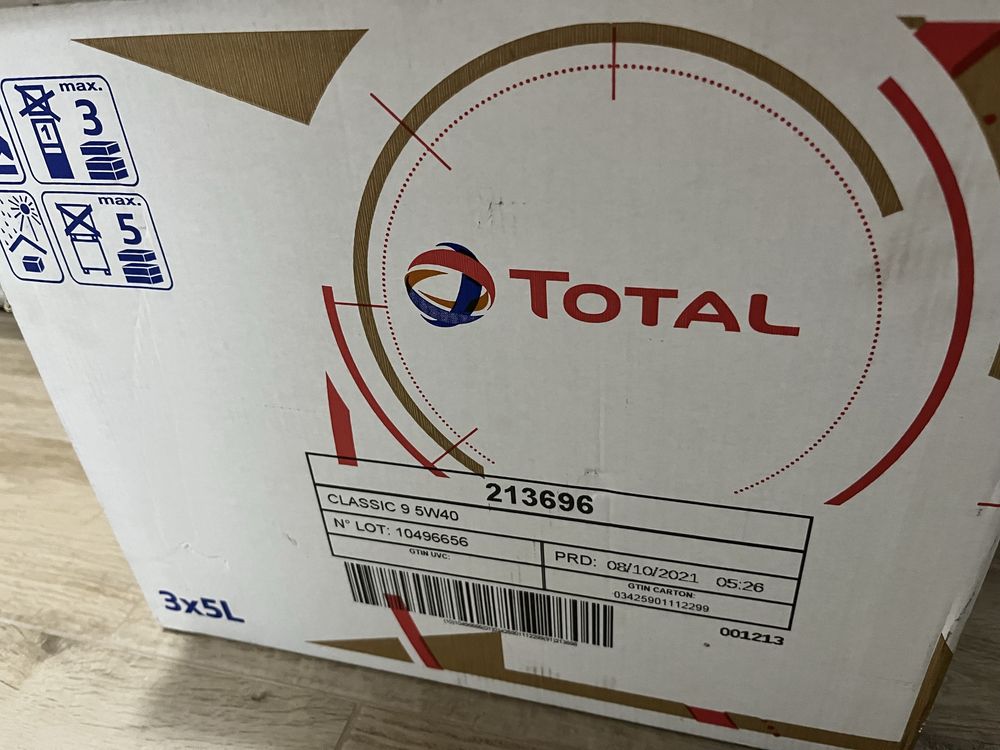 max.
3
1
max.
5
TOTAL
213696
CLASSIC 9 5W40
N° LOT: 10496656
PRD: 08/10/2021 05:26
GTIN UVC:
GTIN CARTON:
03425901112299
001213
3x5L